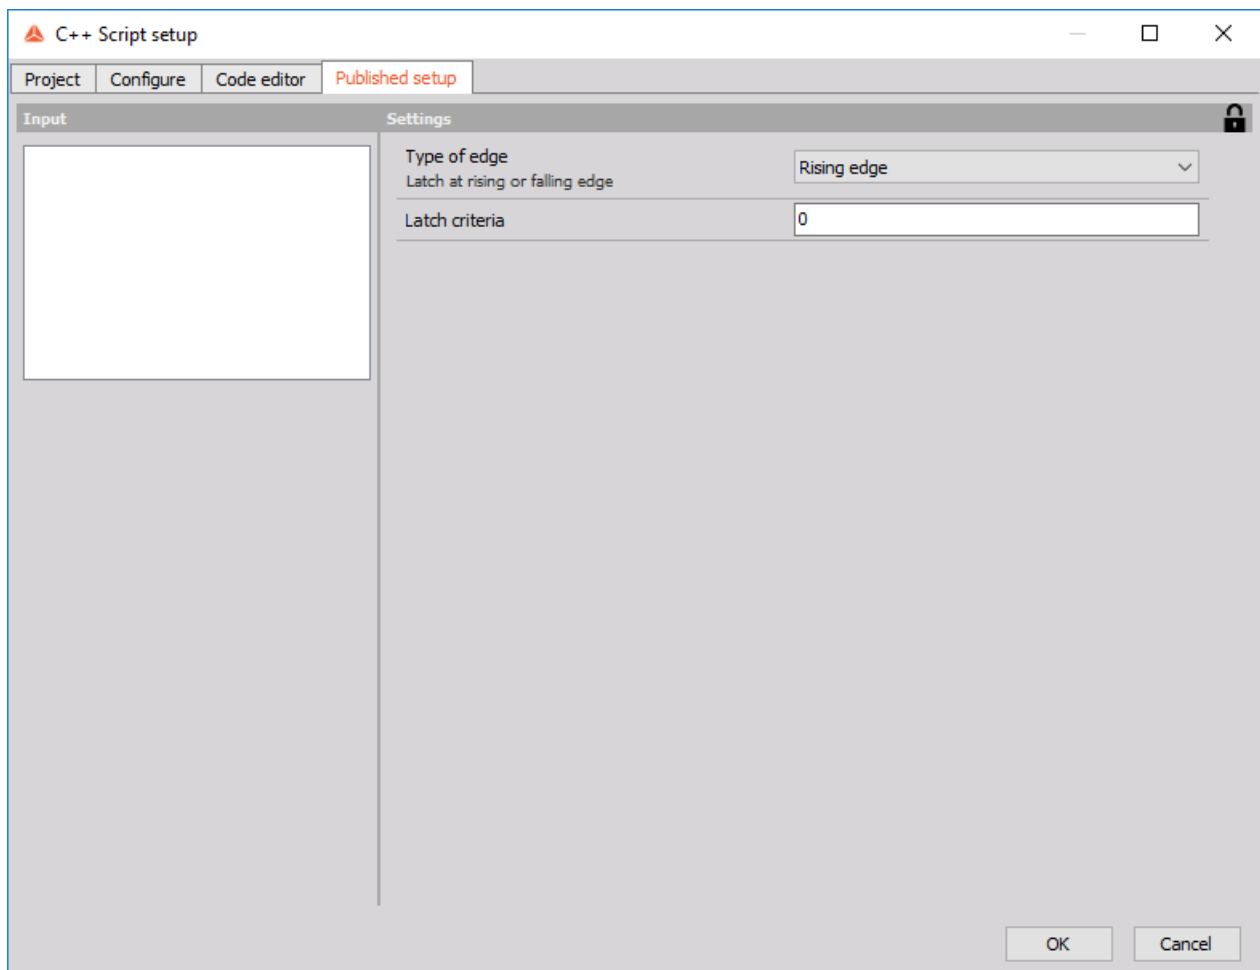 C++ Script setup
Project Configure Code editor Published setup
Input Settings
Type of edge
Rising edge
Latch at rising or falling edge
Latch criteria
0
OK Cancel